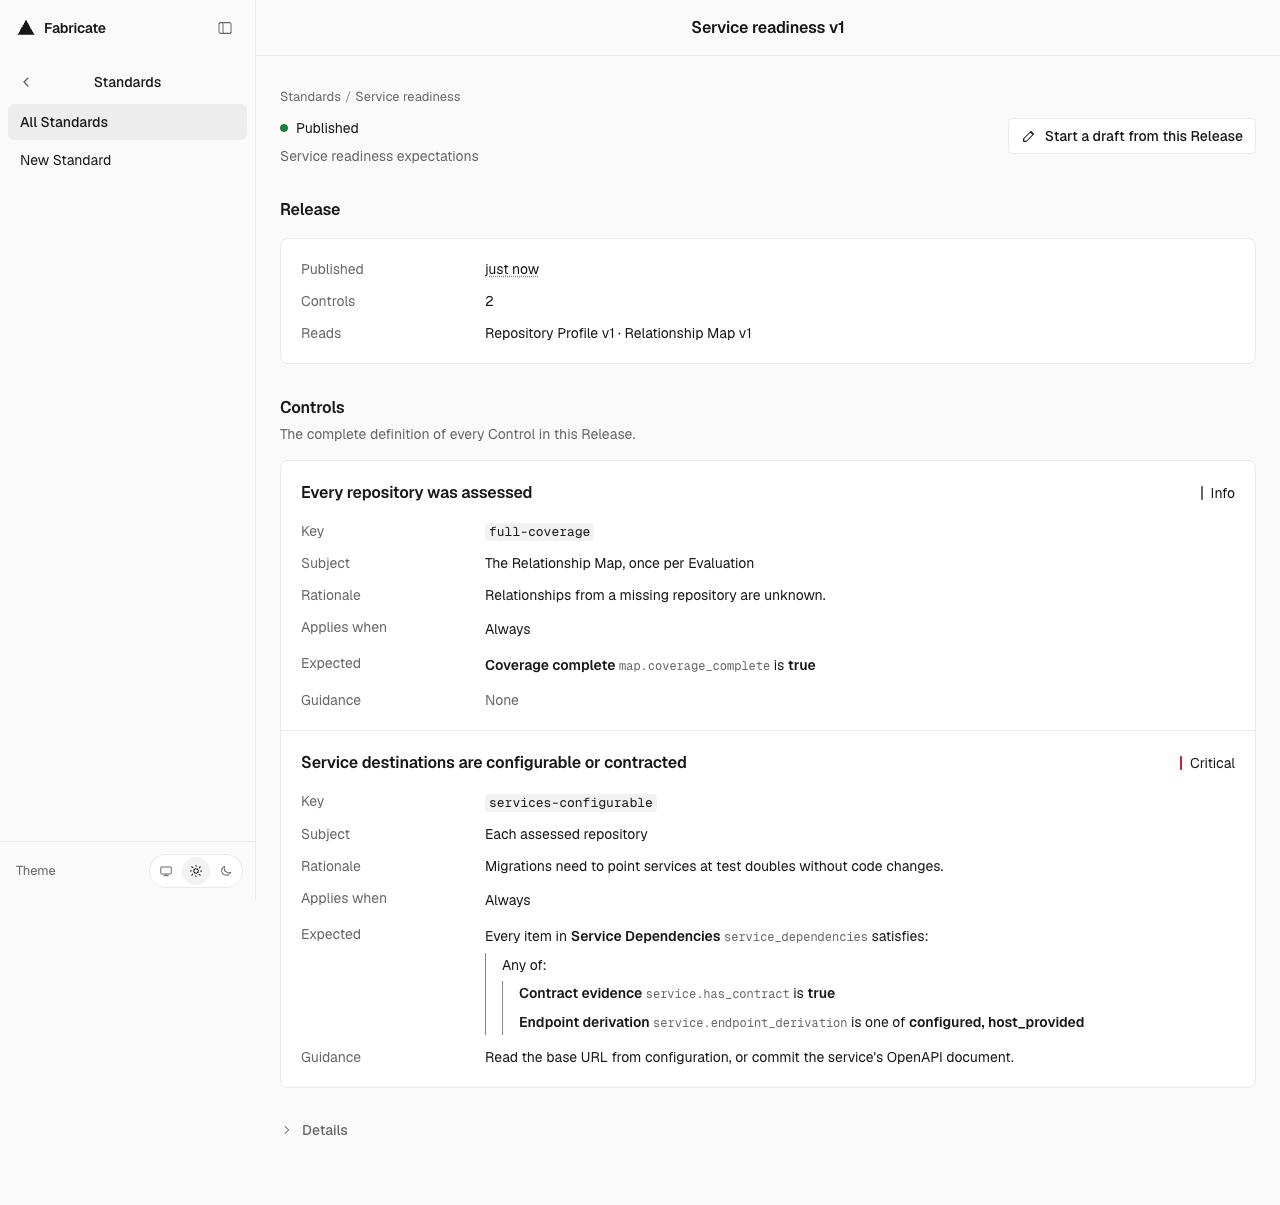 Fabricate
Service readiness v1
Standards
All Standards
New Standard
Standards / Service readiness
Published
Service readiness expectations
Start a draft from this Release
Release
Published just now
Controls 2
Reads Repository Profile v1 · Relationship Map v1
Controls
The complete definition of every Control in this Release.
Every repository was assessed Info
Key full-coverage
Subject The Relationship Map, once per Evaluation
Rationale Relationships from a missing repository are unknown.
Applies when Always
Expected Coverage complete map.coverage_complete is true
Guidance None
Service destinations are configurable or contracted Critical
Key services-configurable
Subject Each assessed repository
Rationale Migrations need to point services at test doubles without code changes.
Applies when Always
Expected Every item in Service Dependencies service_dependencies satisfies:
Any of:
Contract evidence service.has_contract is true
Endpoint derivation service.endpoint_derivation is one of configured, host_provided
Guidance Read the base URL from configuration, or commit the service's OpenAPI document.
Details
Theme